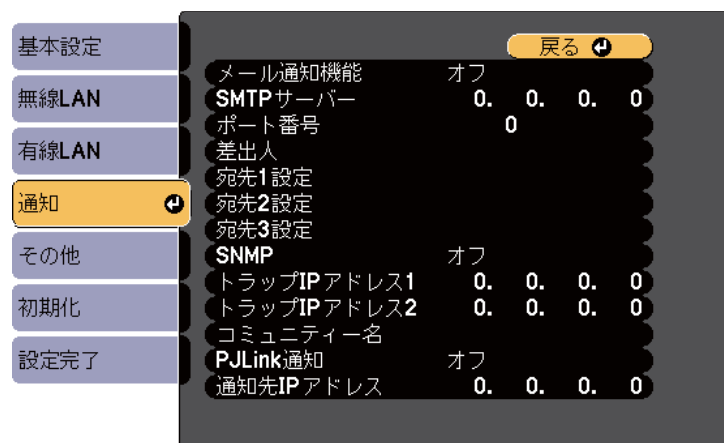 基本設定
無線LAN
有線LAN
通知
その他
初期化
設定完了
戻る
メール通知機能 オフ
SMTPサーバー 0. 0. 0. 0
ポート番号 0
差出人
宛先1設定
宛先2設定
宛先3設定
SNMP オフ
トラップIPアドレス1 0. 0. 0. 0
トラップIPアドレス2 0. 0. 0. 0
コミュニティー名
PJLink通知 オフ
通知先IPアドレス 0. 0. 0. 0